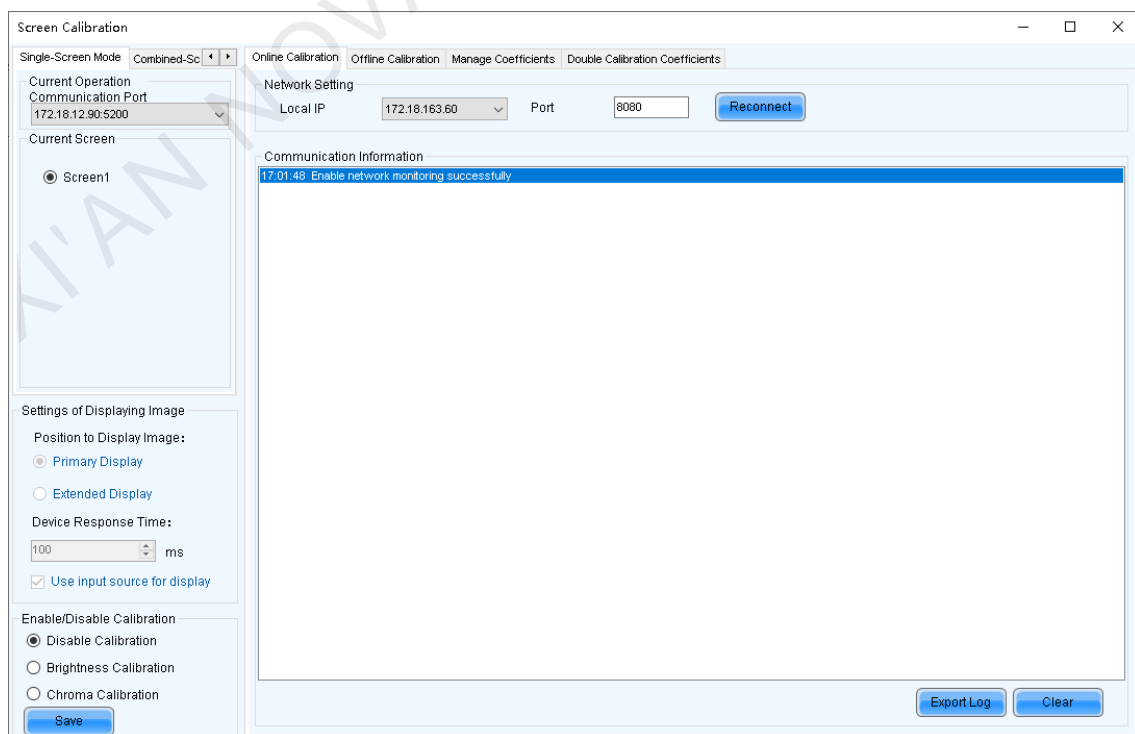 Screen Calibration
Single-Screen Mode Combined-Sc
Current Operation
Communication Port
172.18.12.90:5200
Current Screen
Screen1
Settings of Displaying Image
Position to Display Image:
Primary Display
Extended Display
Device Response Time:
100 ms
Use input source for display
Enable/Disable Calibration
Disable Calibration
Brightness Calibration
Chroma Calibration
Save
Online Calibration Offline Calibration Manage Coefficients Double Calibration Coefficients
Network Setting
Local IP 172.18.163.60 Port 8080 Reconnect
Communication Information
17:01:48 Enable network monitoring successfully
Export Log Clear
XI'AN NOVA